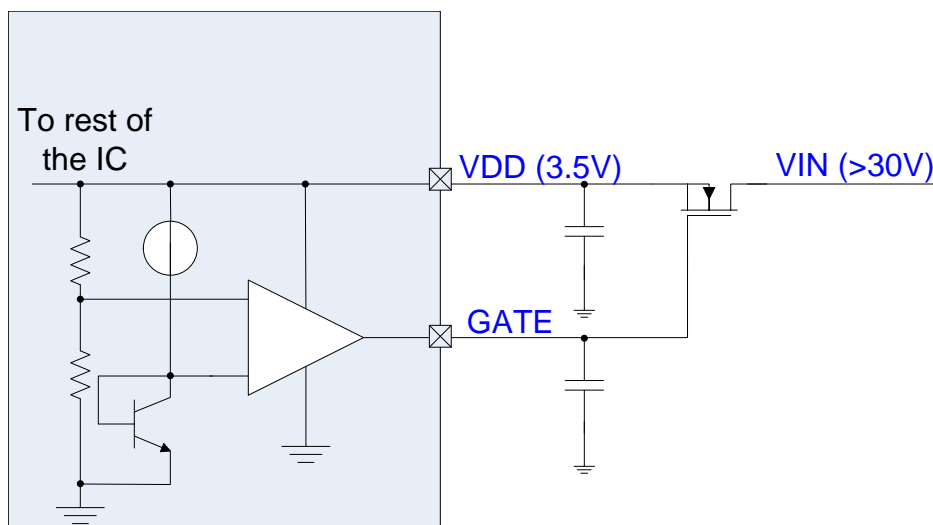 To rest of
the IC
VDD (3.5V)
VIN (>30V)
GATE